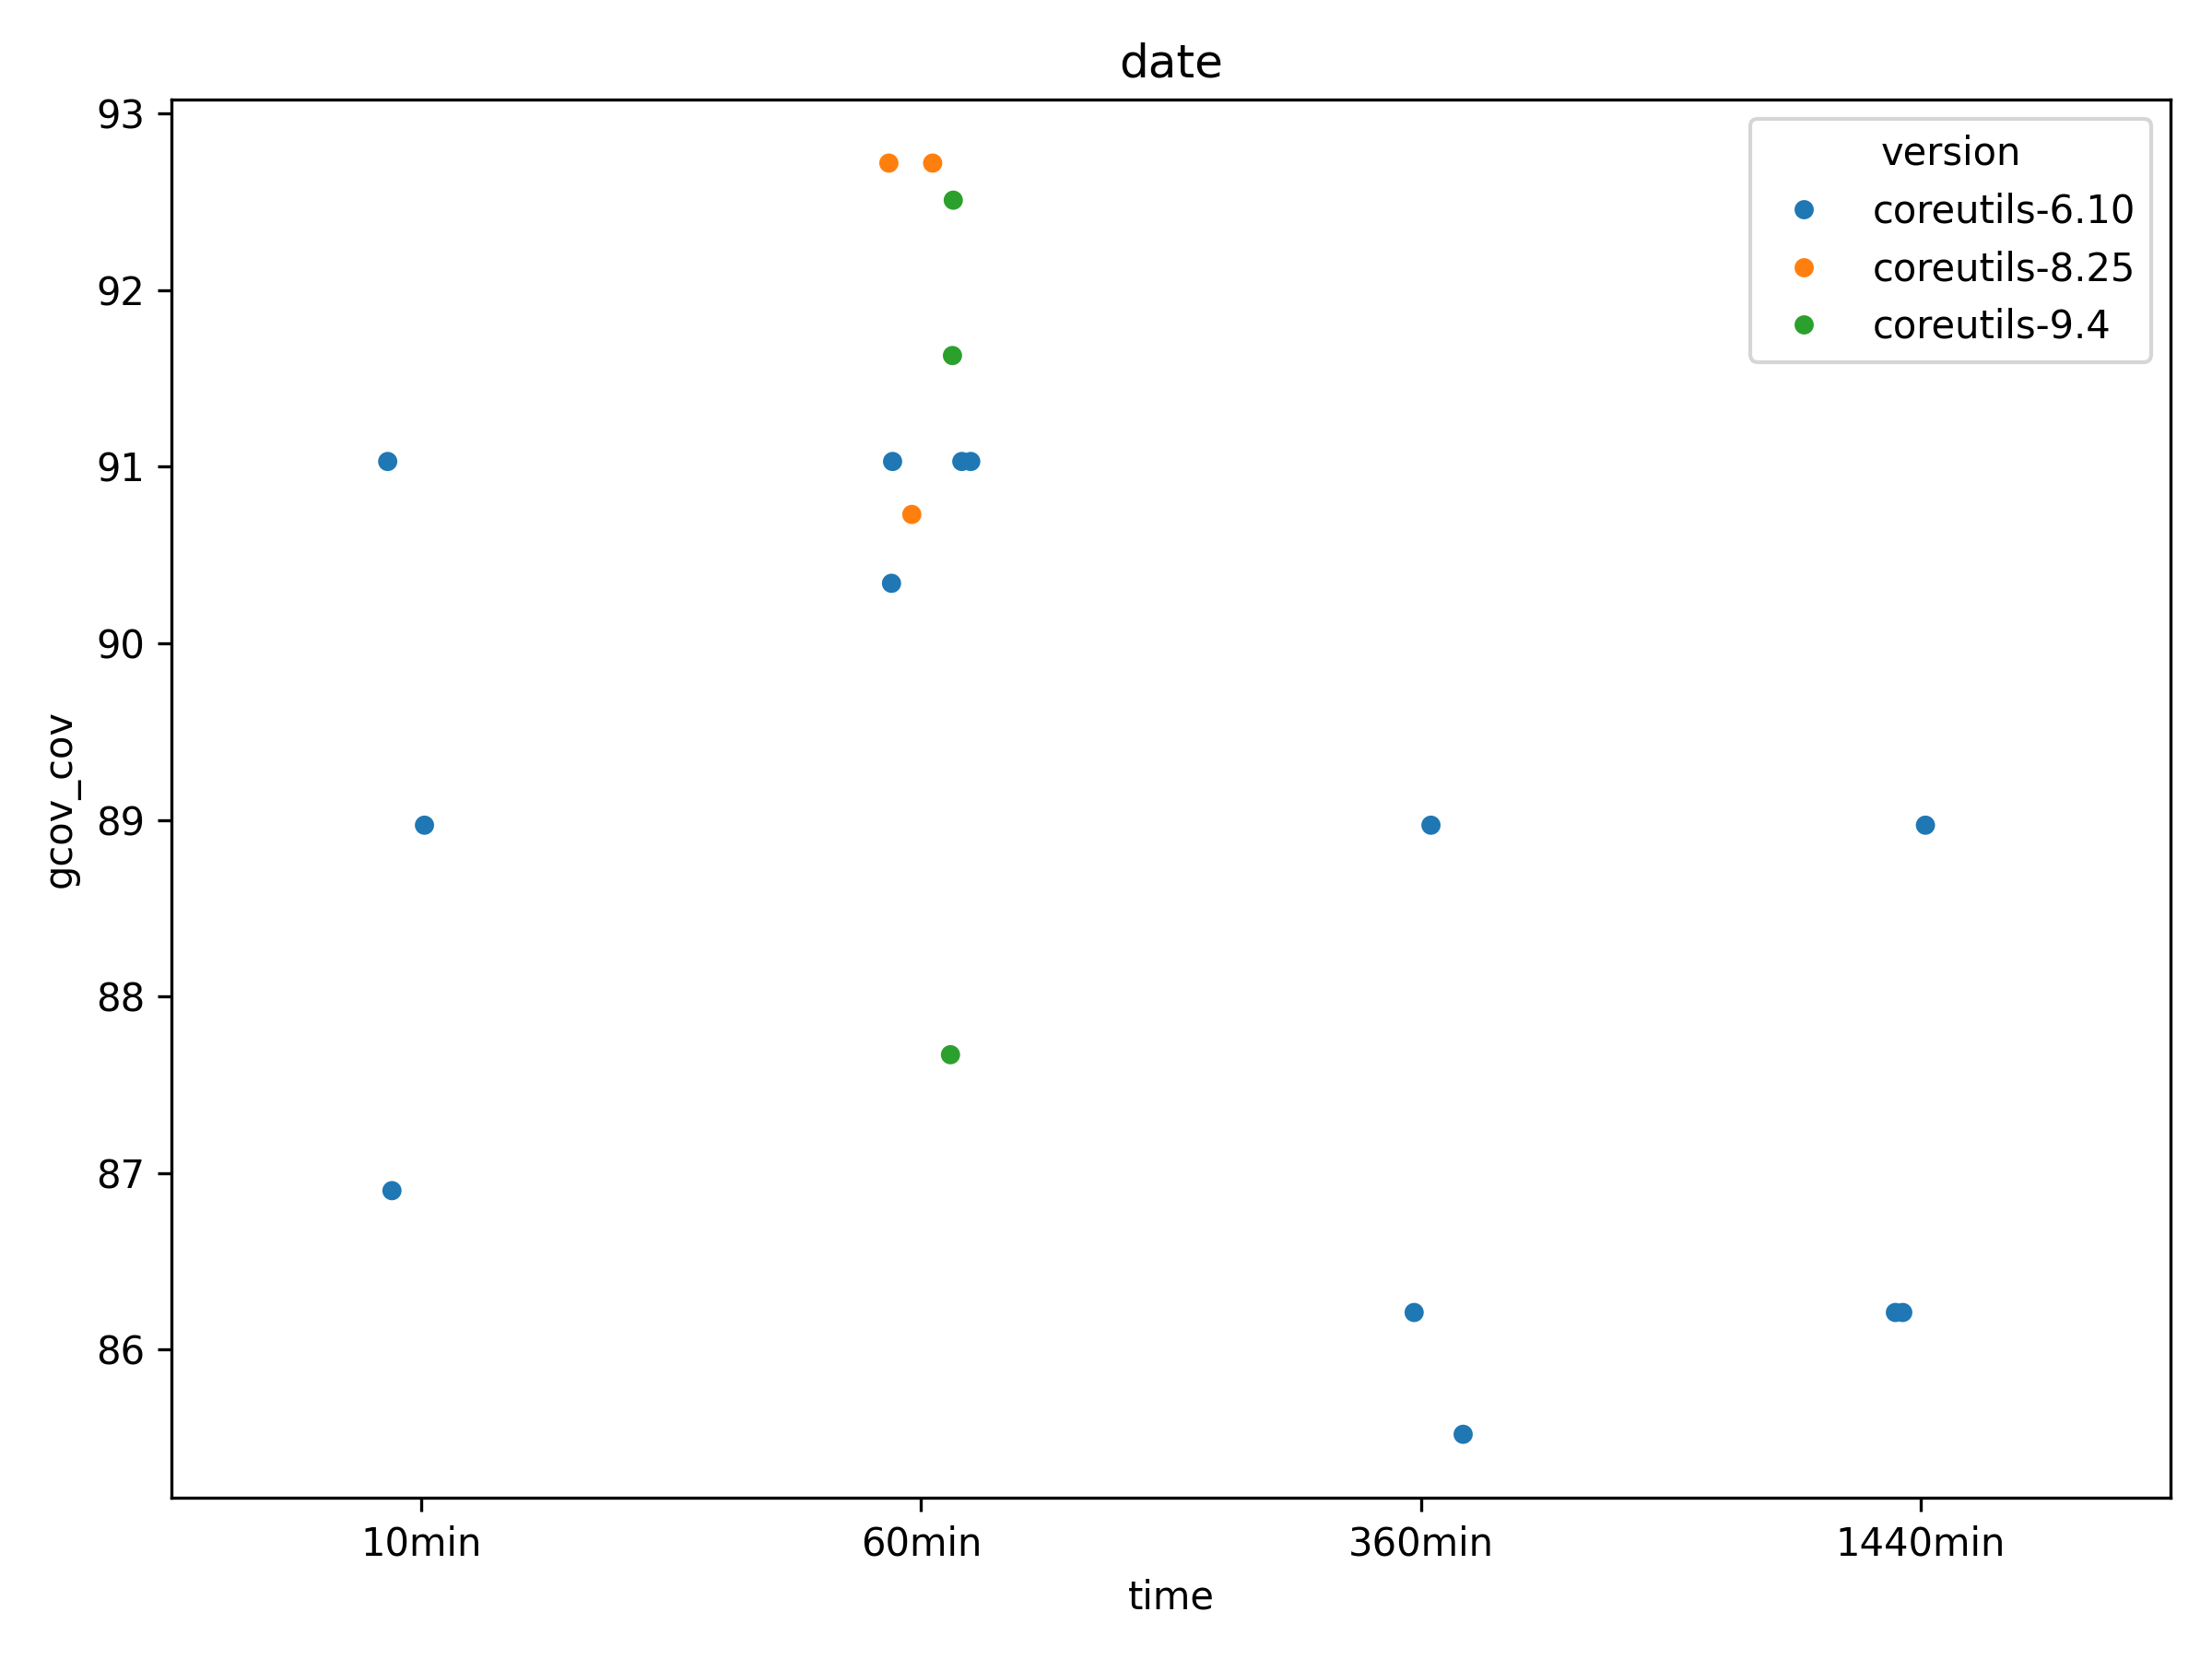 date
93
92
91
90
89
88
87
86
gcov_cov
version
coreutils-6.10
coreutils-8.25
coreutils-9.4
10min
60min
360min
1440min
time